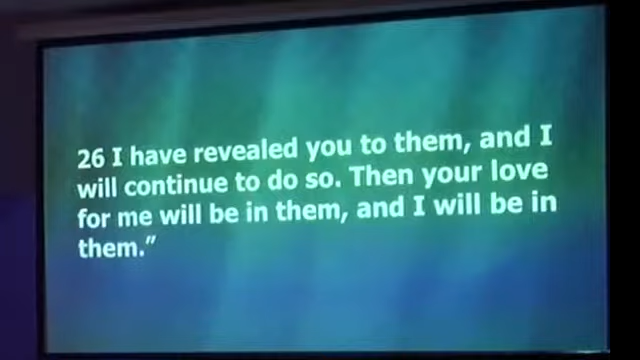 26 I have revealed you to them, and I
will continue to do so. Then your love
for me will be in them, and I will be in
them.”